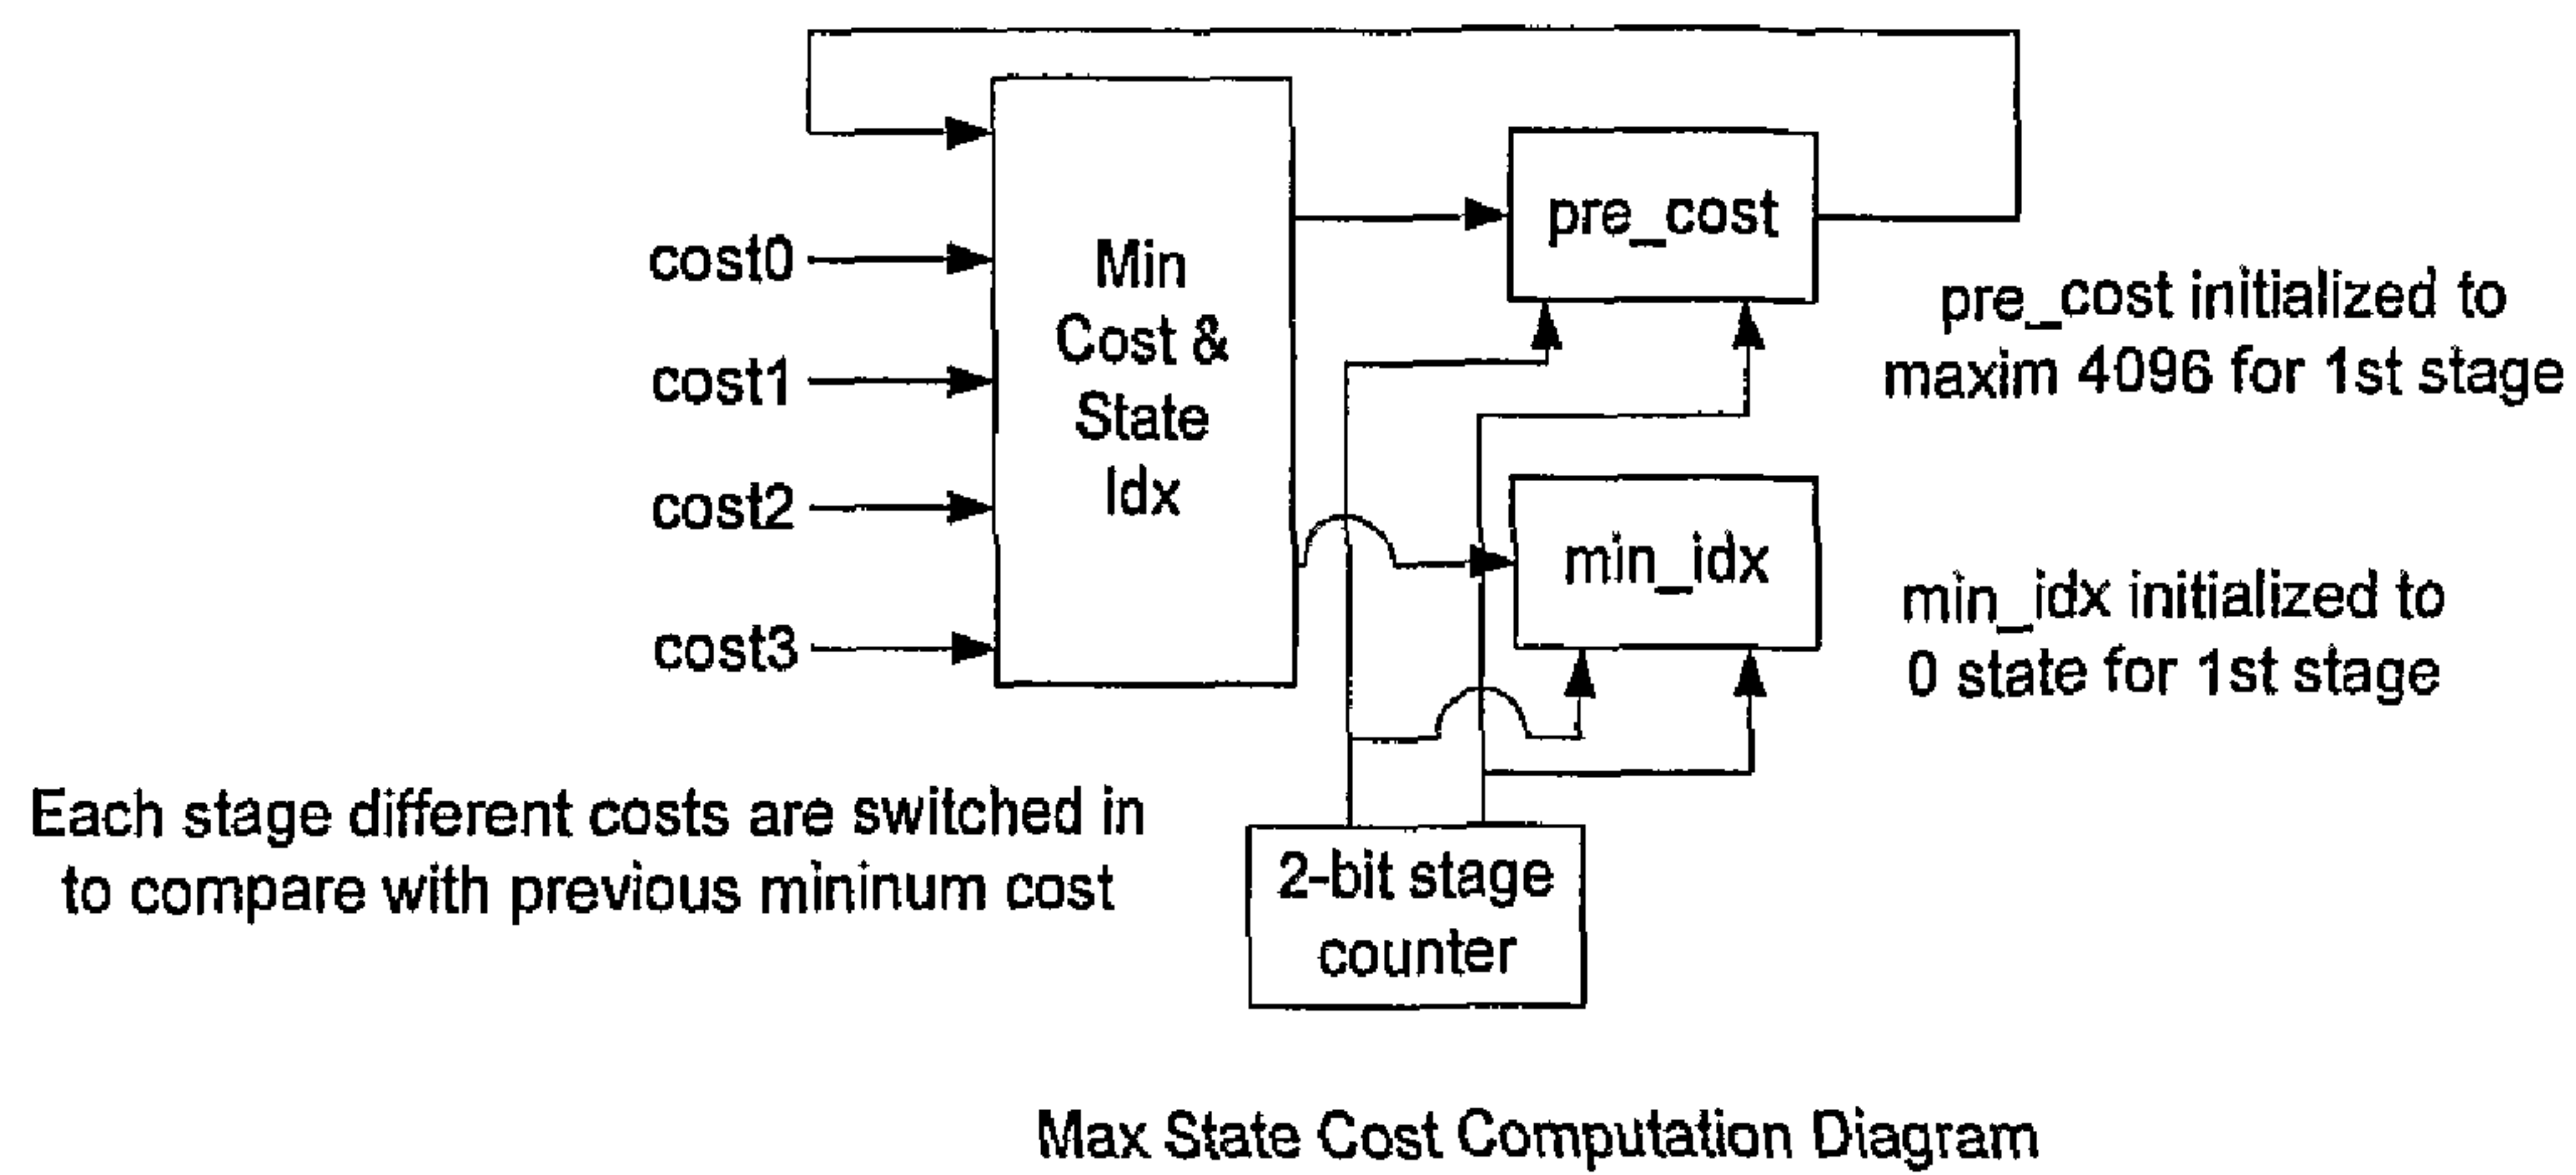 cost0
cost1
cost2
cost3
Min
Cost &
State
Idx
pre_cost
pre_cost initialized to
maxim 4096 for 1st stage
min_idx
min_idx initialized to
0 state for 1st stage
Each stage different costs are switched in
to compare with previous mininum cost
2-bit stage
counter
Max State Cost Computation Diagram